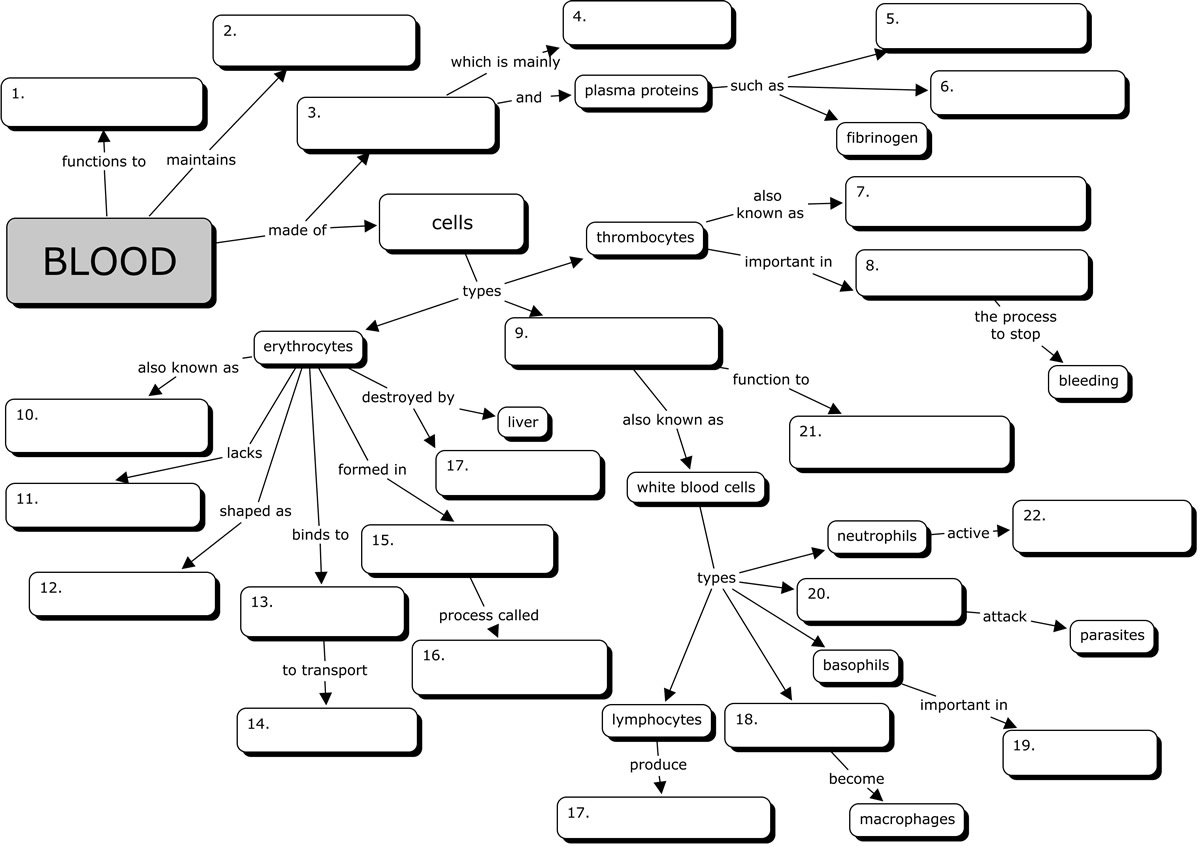 1.
2.
3.
4.
5.
6.
which is mainly
and
plasma proteins
such as
fibrinogen
functions to
maintains
BLOOD
made of
cells
types
thrombocytes
also
known as
7.
important in
8.
the process
to stop
bleeding
erythrocytes
9.
function to
21.
also known as
10.
lacks
11.
shaped as
12.
binds to
13.
to transport
14.
formed in
15.
process called
16.
destroyed by
liver
17.
also known as
white blood cells
types
neutrophils
active
22.
20.
attack
parasites
basophils
important in
19.
lymphocytes
produce
17.
18.
become
macrophages